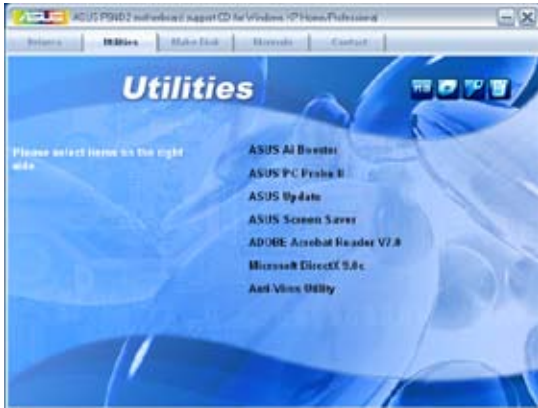 ASUS P5ND2 motherboard support CD for Windows XP Home/Professional
Drivers Utilities Make Disk Manuals Contact
Utilities
Please select items on the right side
ASUS AI Booster
ASUS PC Probe II
ASUS Update
ASUS Screen Saver
ADOBE Acrobat Reader V7.0
Microsoft DirectX 9.0c
Anti-Virus Utility